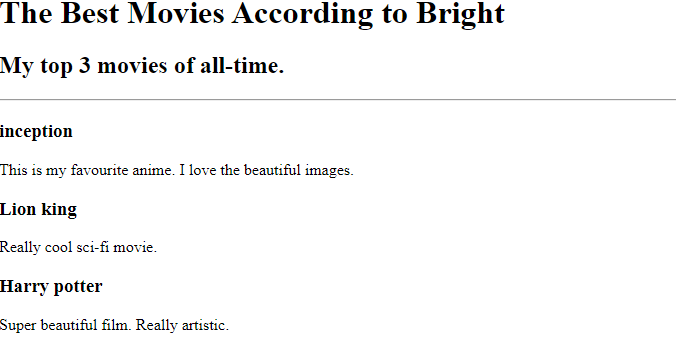 The Best Movies According to Bright
My top 3 movies of all-time.
inception
This is my favourite anime. I love the beautiful images.
Lion king
Really cool sci-fi movie.
Harry potter
Super beautiful film. Really artistic.